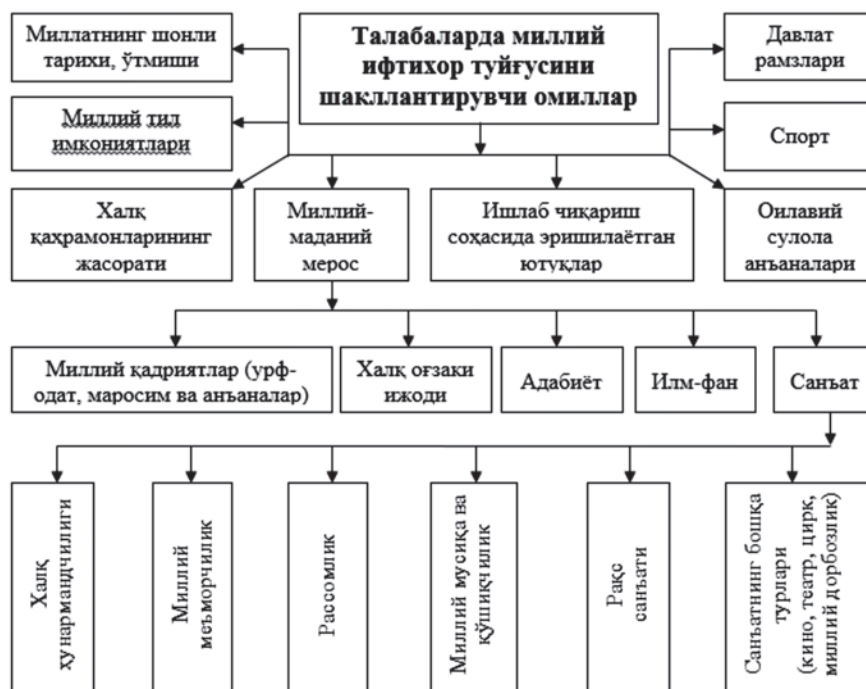 Миллатнинг шонли
тарихи, ўтмиши
Талабаларда миллий
ифтихор туйғусини
шакллантирувчи омиллар
Давлат
рамзлари
Миллий тил
имкониятлари
Спорт
Халқ
қаҳрамонларининг
жасорати
Миллий-
маданий
мерос
Ишлаб чиқариш
соҳасида эришилаётган
ютуқлар
Оилавий
сулола
анъаналари
Миллий қадриятлар (урф-
одат, маросим ва анъаналар)
Халқ оғзаки
ижоди
Адабиёт
Илм-фан
Санъат
Халқ
ҳунармандчилиги
Миллий
меъморчилик
Рассомлик
Миллий мусиқа ва
қўшиқчилик
Рақс
санъати
Санъатнинг бошқа
турлари
(кино, театр, цирк,
миллий дорбозлик)